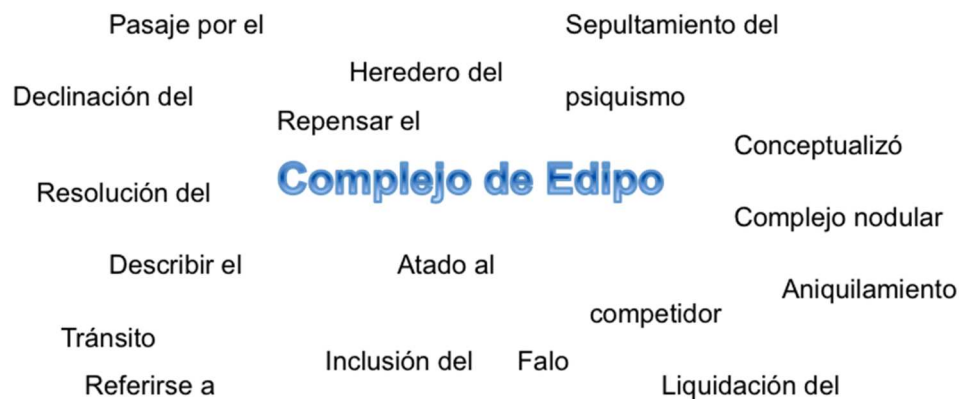 Pasaje por el
Sepultamiento del
Heredero del
Declinación del
psiquismo
Repensar el
Conceptualizó
Complejo de Edipo
Resolución del
Complejo nodular
Describir el
Atado al
Aniquilamiento
competidor
Tránsito
Inclusión del
Falo
Referirse a
Liquidación del